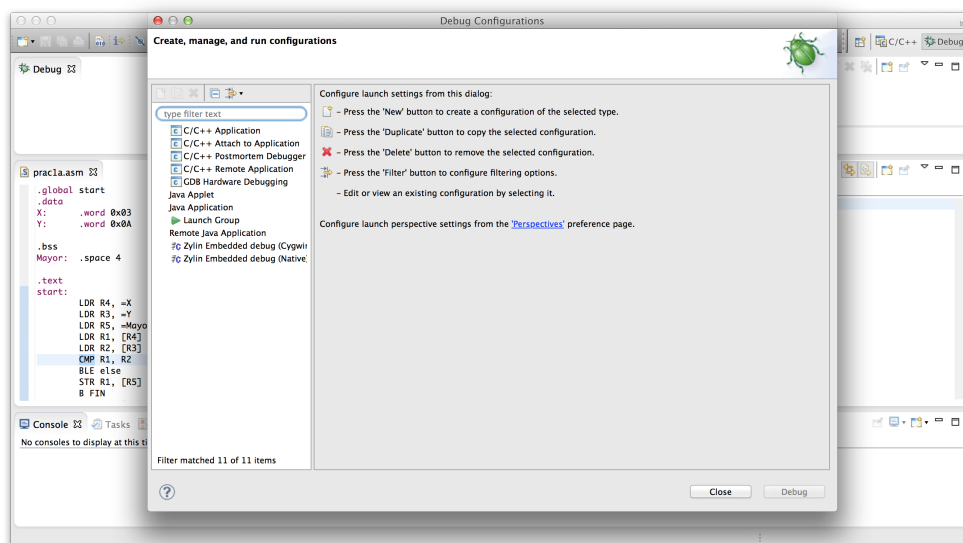 Debug Configurations
C/C++
Debug
Debug
Create, manage, and run configurations
type filter text
C/C++ Application
C/C++ Attach to Application
C/C++ Postmortem Debugger
C/C++ Remote Application
GDB Hardware Debugging
Java Applet
Java Application
Launch Group
Remote Java Application
Zylin Embedded debug (Cygwin
Zylin Embedded debug (Native)
Filter matched 11 of 11 items
Configure launch settings from this dialog:
- Press the 'New' button to create a configuration of the selected type.
- Press the 'Duplicate' button to copy the selected configuration.
- Press the 'Delete' button to remove the selected configuration.
- Press the 'Filter' button to configure filtering options.
- Edit or view an existing configuration by selecting it.
Configure launch perspective settings from the 'Perspectives' preference page.
Close
Debug
prac1a.asm
.global start
.data
X: .word 0x03
Y: .word 0x0A
.bss
Mayor: .space 4
.text
start:
LDR R4, =X
LDR R3, =Y
LDR R5, =Mayo
LDR R1, [R4]
LDR R2, [R3]
CMP R1, R2
BLE else
STR R1, [R5]
B FIN
Console
Tasks
No consoles to display at this ti